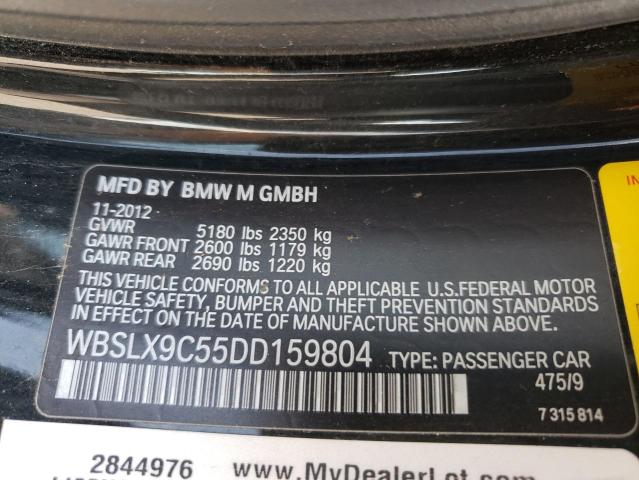 MFD BY BMW M GMBH
11-2012
GVWR 5180 lbs 2350 kg
GAWR FRONT 2600 lbs 1179 kg
GAWR REAR 2690 lbs 1220 kg
THIS VEHICLE CONFORMS TO ALL APPLICABLE U.S.FEDERAL MOTOR
VEHICLE SAFETY, BUMPER AND THEFT PREVENTION STANDARDS
IN EFFECT ON THE DATE OF MANUFACTURE SHOWN ABOVE.
WBSLX9C55DD159804 TYPE: PASSENGER CAR
475/9
7 315 814
2844976 www.MyDealerLot.com